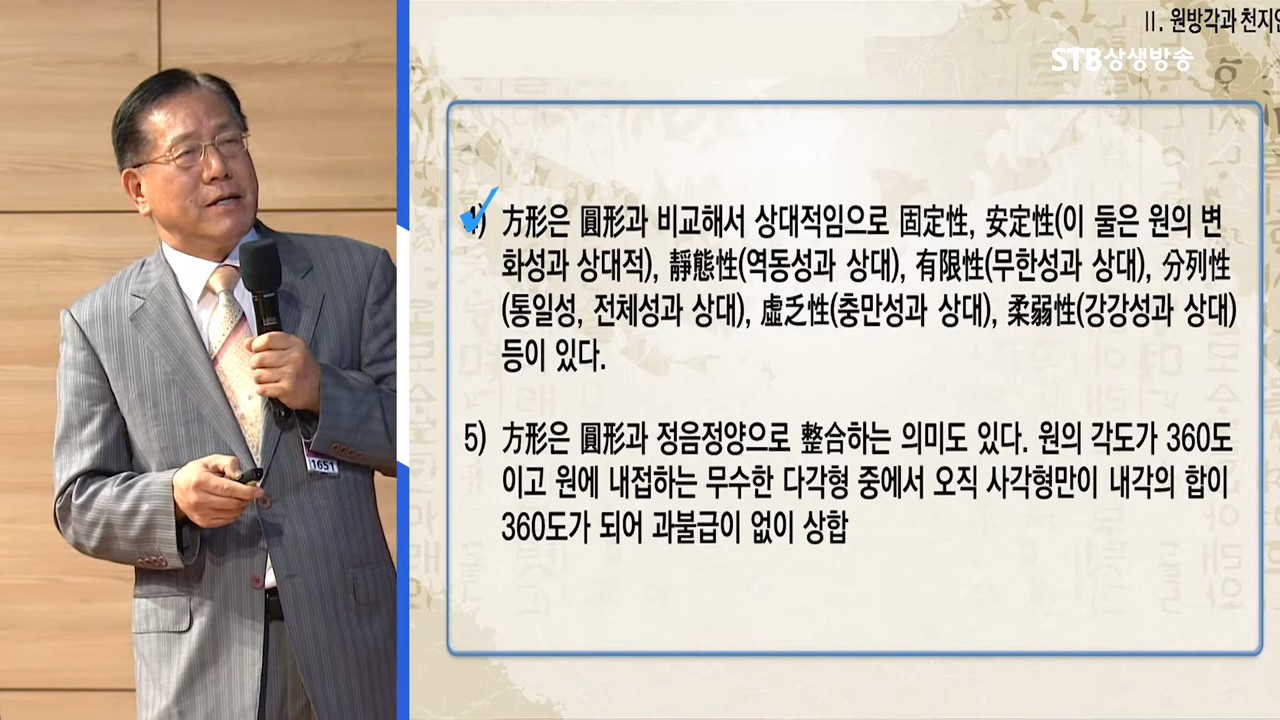 Ⅱ. 원방각과 천지인
STB상생방송
4) 方形은 圓形과 비교해서 상대적임으로 固定性, 安定性(이 둘은 원의 변
화성과 상대적), 靜態性(역동성과 상대), 有限性(무한성과 상대), 分列性
(통일성, 전체성과 상대), 虛乏性(충만성과 상대), 柔弱性(강강성과 상대)
등이 있다.
5) 方形은 圓形과 정음정양으로 整合하는 의미도 있다. 원의 각도가 360도
이고 원에 내접하는 무수한 다각형 중에서 오직 사각형만이 내각의 합이
360도가 되어 과불급이 없이 상합
1651